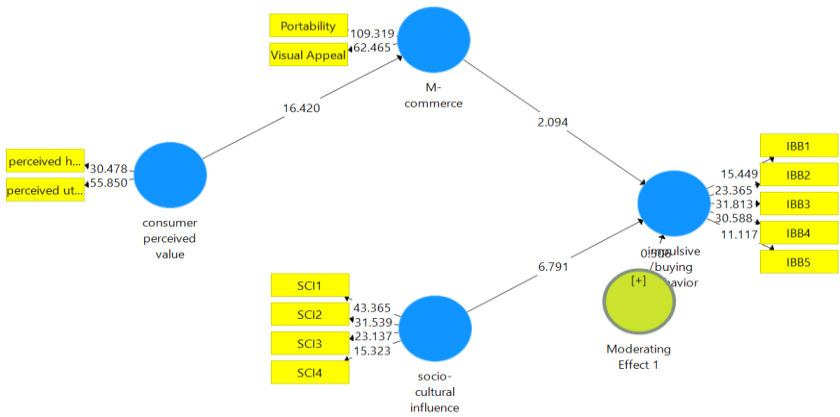 Portability
109.319
Visual Appeal
62.465
M-
commerce
16.420
2.094
perceived h...
30.478
perceived ut...
55.850
consumer
perceived
value
IBB1
15.449
IBB2
23.365
IBB3
31.813
IBB4
30.588
IBB5
11.117
impulsive
/buying
6.791
[+]
Moderating
Effect 1
SCI1
43.365
SCI2
31.539
SCI3
23.137
SCI4
15.323
socio-
cultural
influence